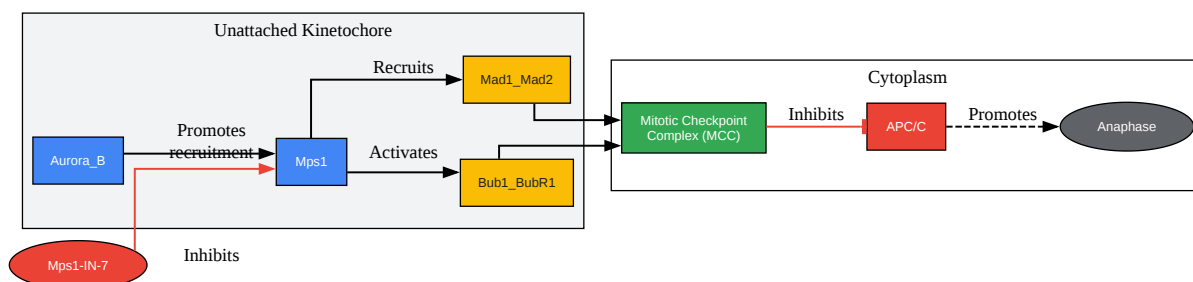 Unattached Kinetochore
Recruits
Mad1_Mad2
Cytoplasm
Mitotic Checkpoint
Complex (MCC)
Inhibits
APC/C
Promotes
Anaphase
Promotes
recruitment
Aurora_B
Mps1
Activates
Bub1_BubR1
Mps1-IN-7
Inhibits